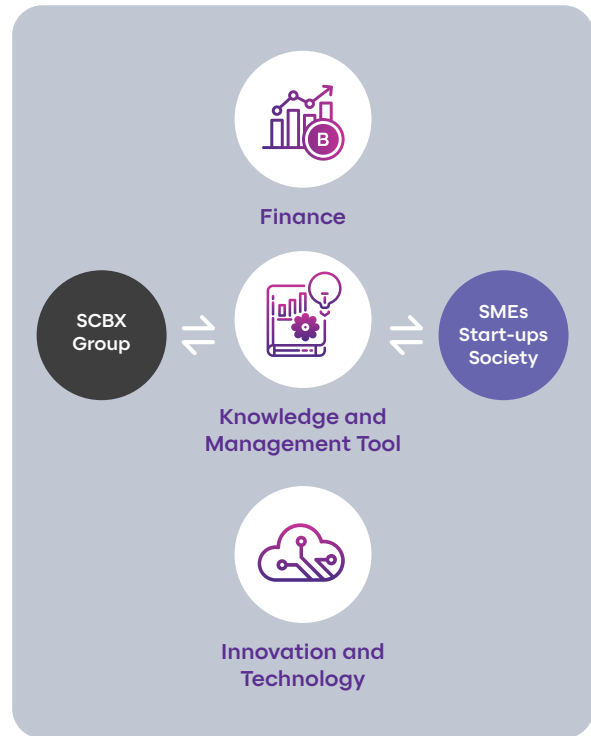 B
Finance
SCBX
Group
SMEs
Start-ups
Society
Knowledge and
Management Tool
Innovation and
Technology